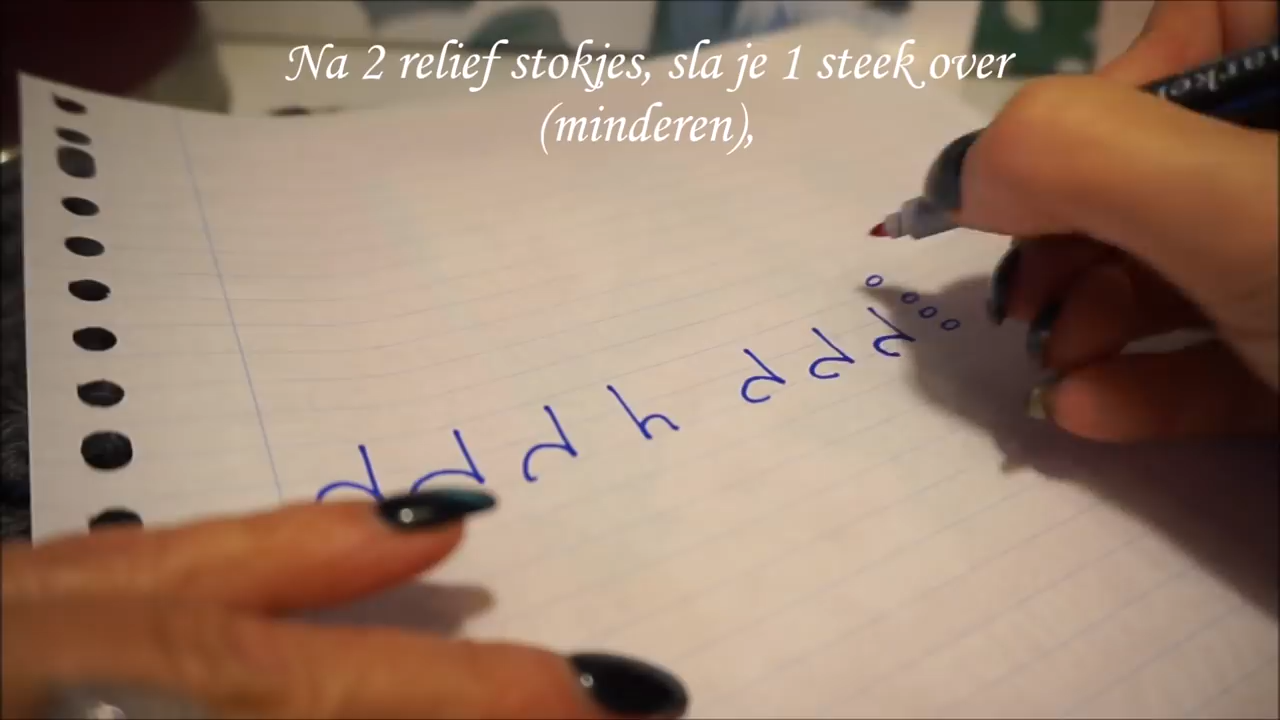 Na 2 relief stokjes, sla je 1 steek over
(minderen),